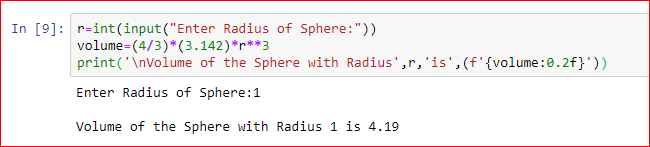 In [9]: r=int(input("Enter Radius of Sphere:"))
volume=(4/3)*(3.142)*r**3
print('\nVolume of the Sphere with Radius',r,'is',(f'{volume:0.2f}'))
Enter Radius of Sphere:1
Volume of the Sphere with Radius 1 is 4.19